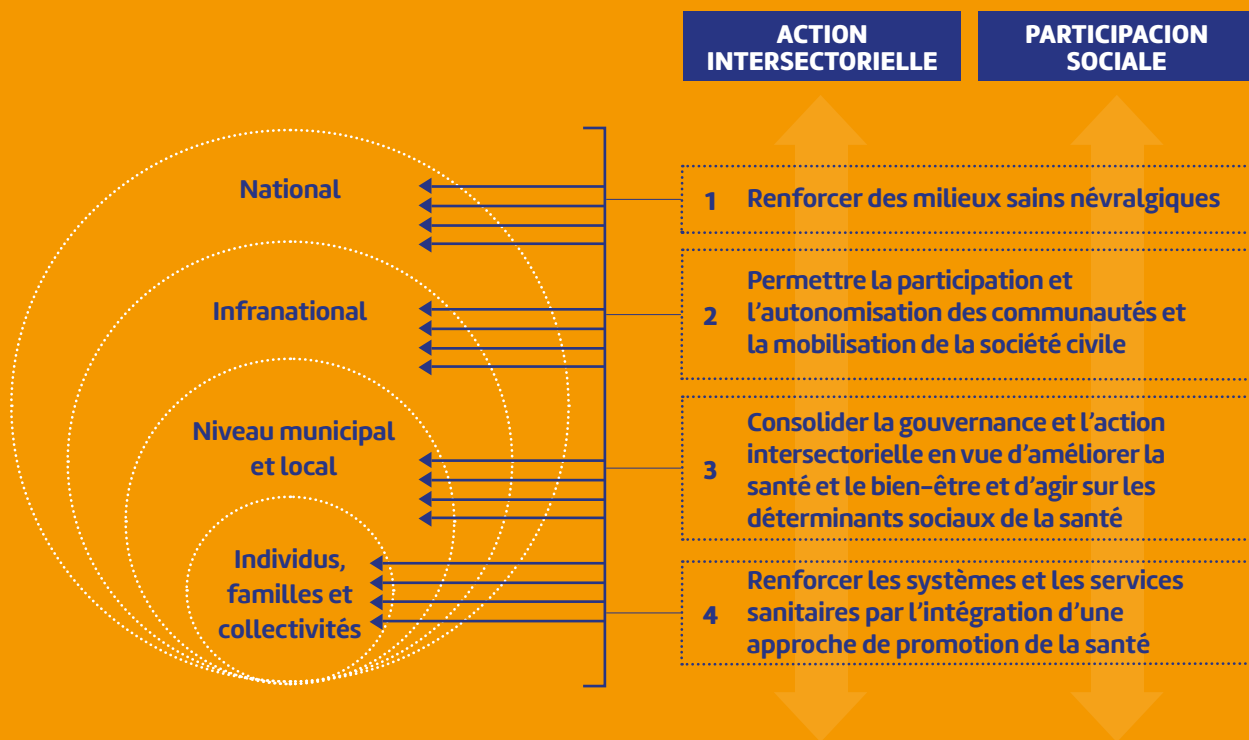 ACTION
INTERSECTORIELLE
PARTICIPACION
SOCIALE
National
Infranational
Niveau municipal
et local
Individus,
familles et
collectivités
1 Renforcer des milieux sains névralgiques
2 Permettre la participation et
l’autonomisation des communautés et
la mobilisation de la société civile
3 Consolider la gouvernance et l’action
intersectorielle en vue d’améliorer la
santé et le bien-être et d’agir sur les
déterminants sociaux de la santé
4 Renforcer les systèmes et les services
sanitaires par l’intégration d’une
approche de promotion de la santé